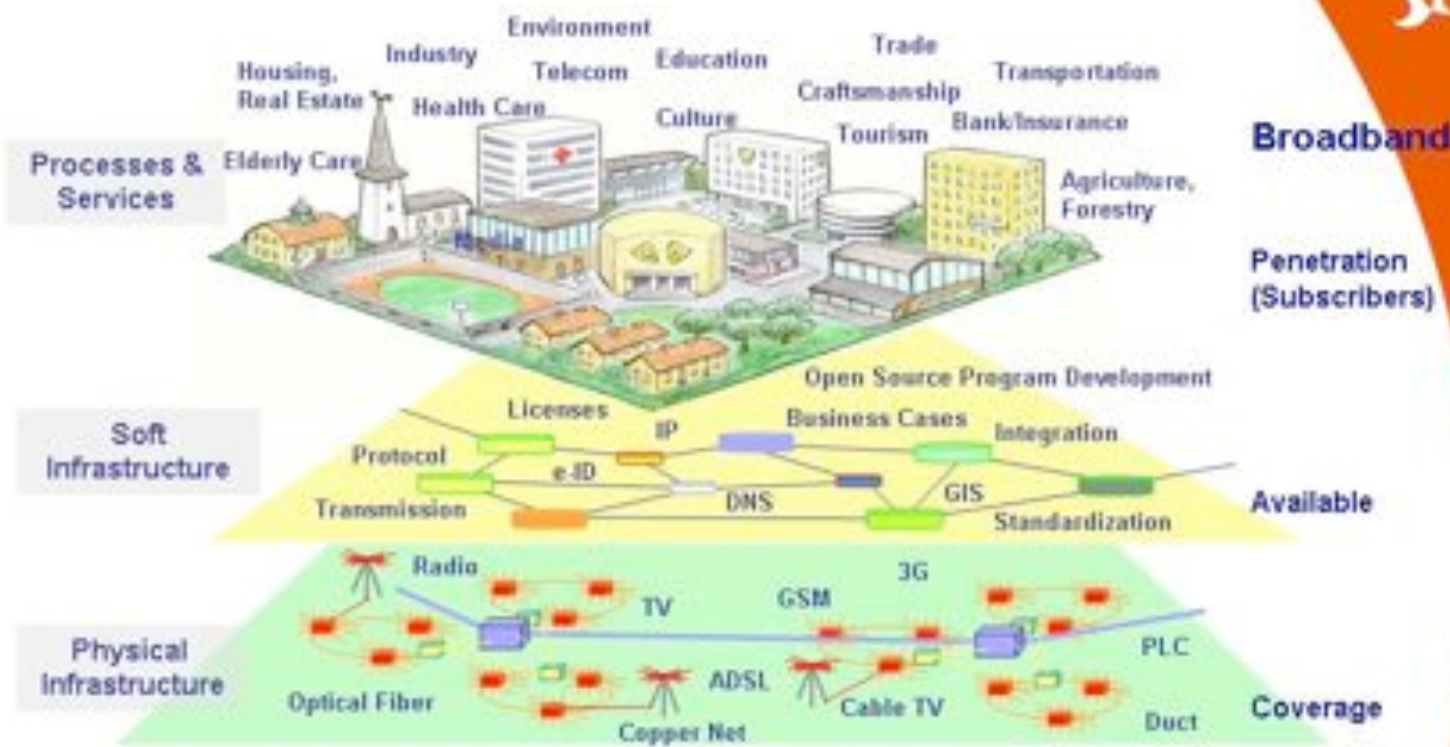 Environment
Industry
Trade
Education
Housing,
Real Estate
Telecom
Transportation
Health Care
Craftsmanship
Culture
Tourism
Bank/Insurance
Broadband
Processes &
Services
Elderly Care
Agriculture,
Forestry
Penetration
(Subscribers)
Open Source Program Development
Licenses
IP
Business Cases
Integration
Soft
Infrastructure
Protocol
e-ID
DNS
GIS
Transmission
Standardization
Available
Radio
3G
TV
GSM
Physical
Infrastructure
PLC
Optical Fiber
ADSL
Cable TV
Copper Net
Duct
Coverage